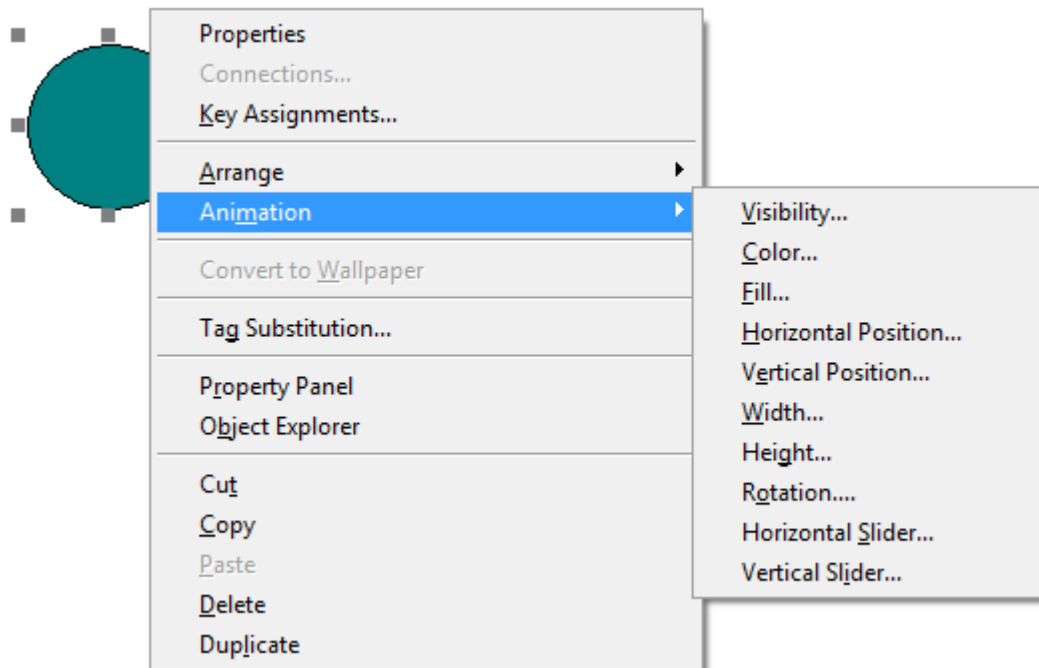 Properties
Connections...
Key Assignments...
Arrange
Animation
Convert to Wallpaper
Tag Substitution...
Property Panel
Object Explorer
Cut
Copy
Paste
Delete
Duplicate
Visibility...
Color...
Fill...
Horizontal Position...
Vertical Position...
Width...
Height...
Rotation....
Horizontal Slider...
Vertical Slider...